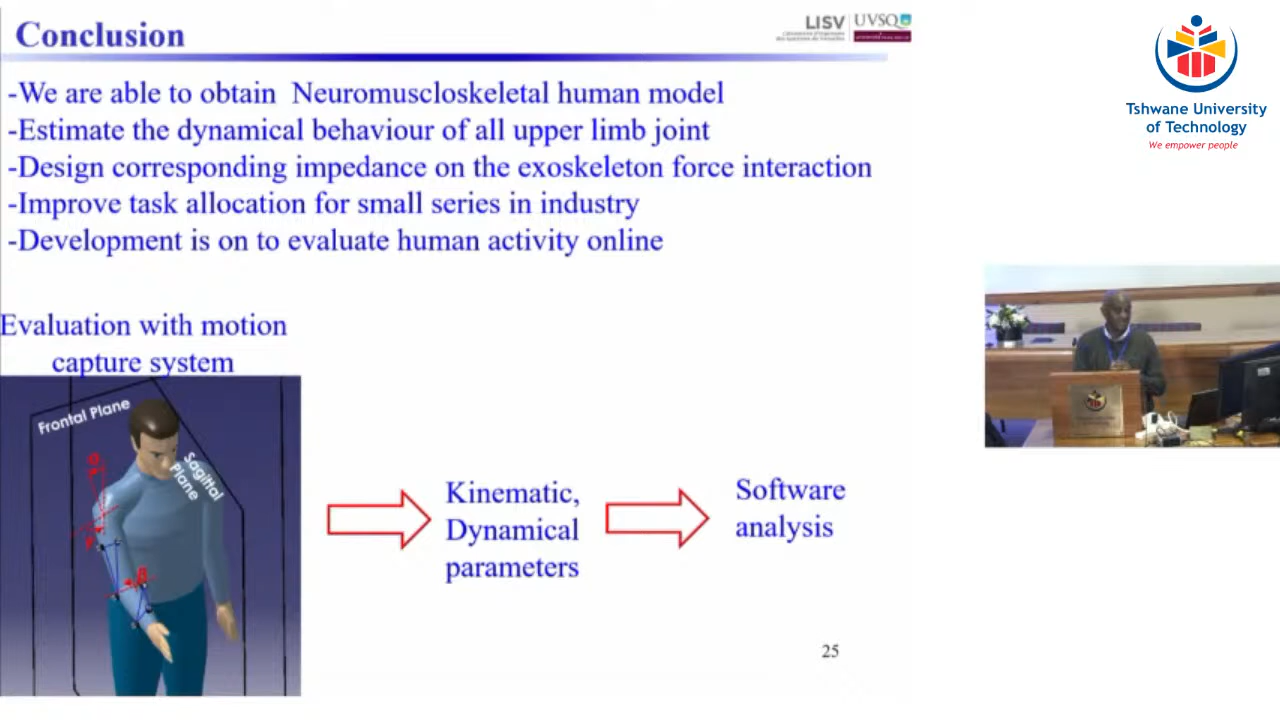 Conclusion
LISV UVSQ
-We are able to obtain Neuromuscloskeletal human model
-Estimate the dynamical behaviour of all upper limb joint
-Design corresponding impedance on the exoskeleton force interaction
-Improve task allocation for small series in industry
-Development is on to evaluate human activity online
Evaluation with motion
capture system
Frontal Plane
Sagittal
Plane
Kinematic,
Dynamical
parameters
Software
analysis
25
Tshwane University
of Technology
We empower people